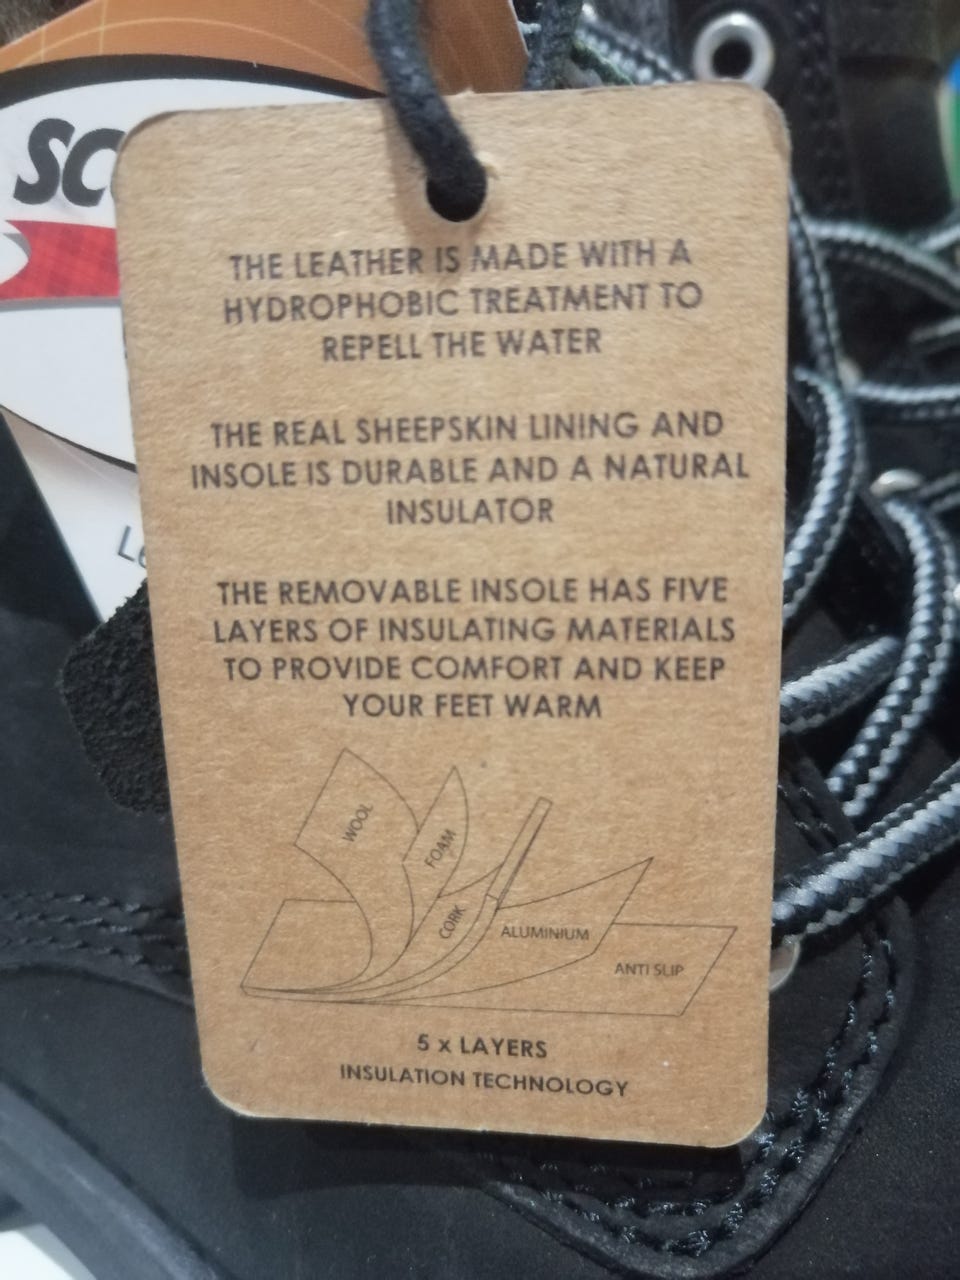 SC
THE LEATHER IS MADE WITH A
HYDROPHOBIC TREATMENT TO
REPELL THE WATER
THE REAL SHEEPSKIN LINING AND
INSOLE IS DURABLE AND A NATURAL
INSULATOR
THE REMOVABLE INSOLE HAS FIVE
LAYERS OF INSULATING MATERIALS
TO PROVIDE COMFORT AND KEEP
YOUR FEET WARM
WOOL
FOAM
CORK
ALUMINIUM
ANTI SLIP
5 x LAYERS
INSULATION TECHNOLOGY